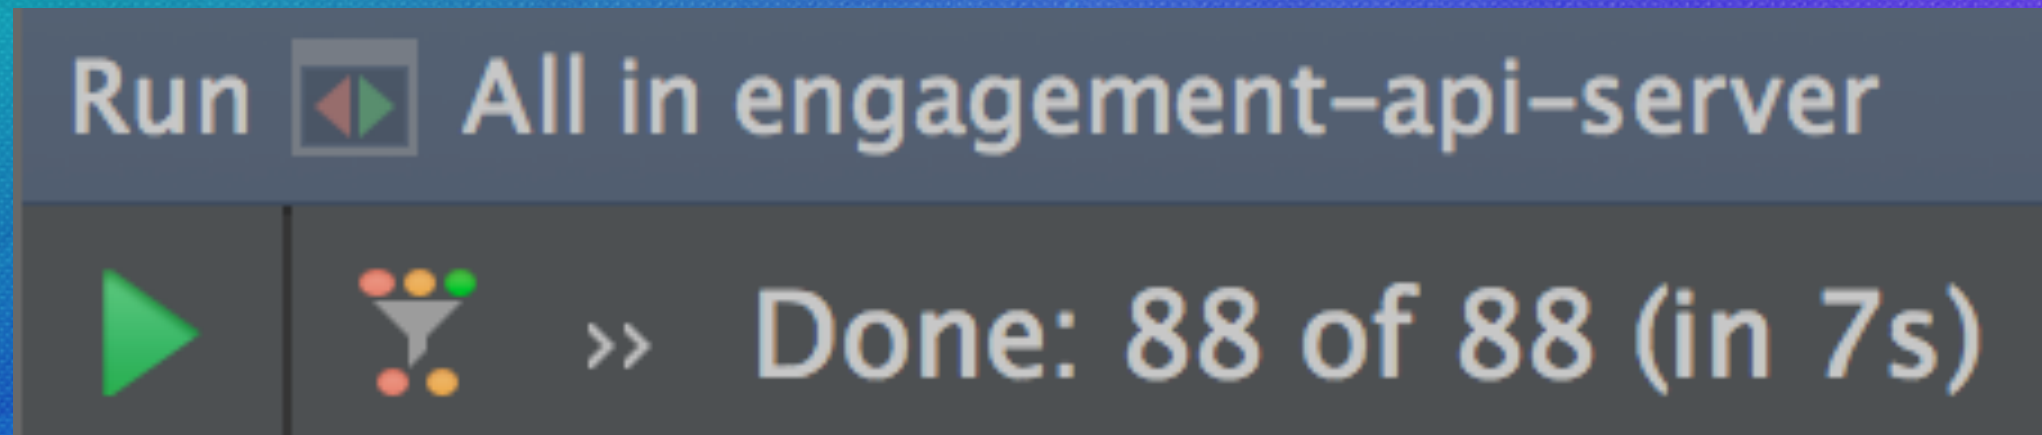 Run All in engagement-api-server
Done: 88 of 88 (in 7s)